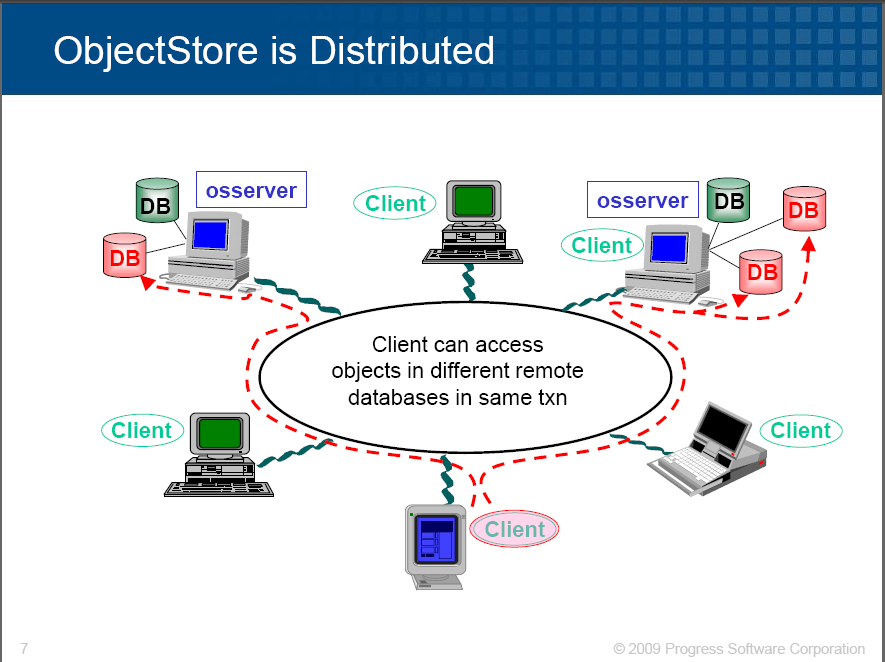 ObjectStore is Distributed
DB
osserver
DB
Client
osserver
Client
DB
DB
DB
Client can access
objects in different remote
databases in same txn
Client
Client
Client
7
© 2009 Progress Software Corporation